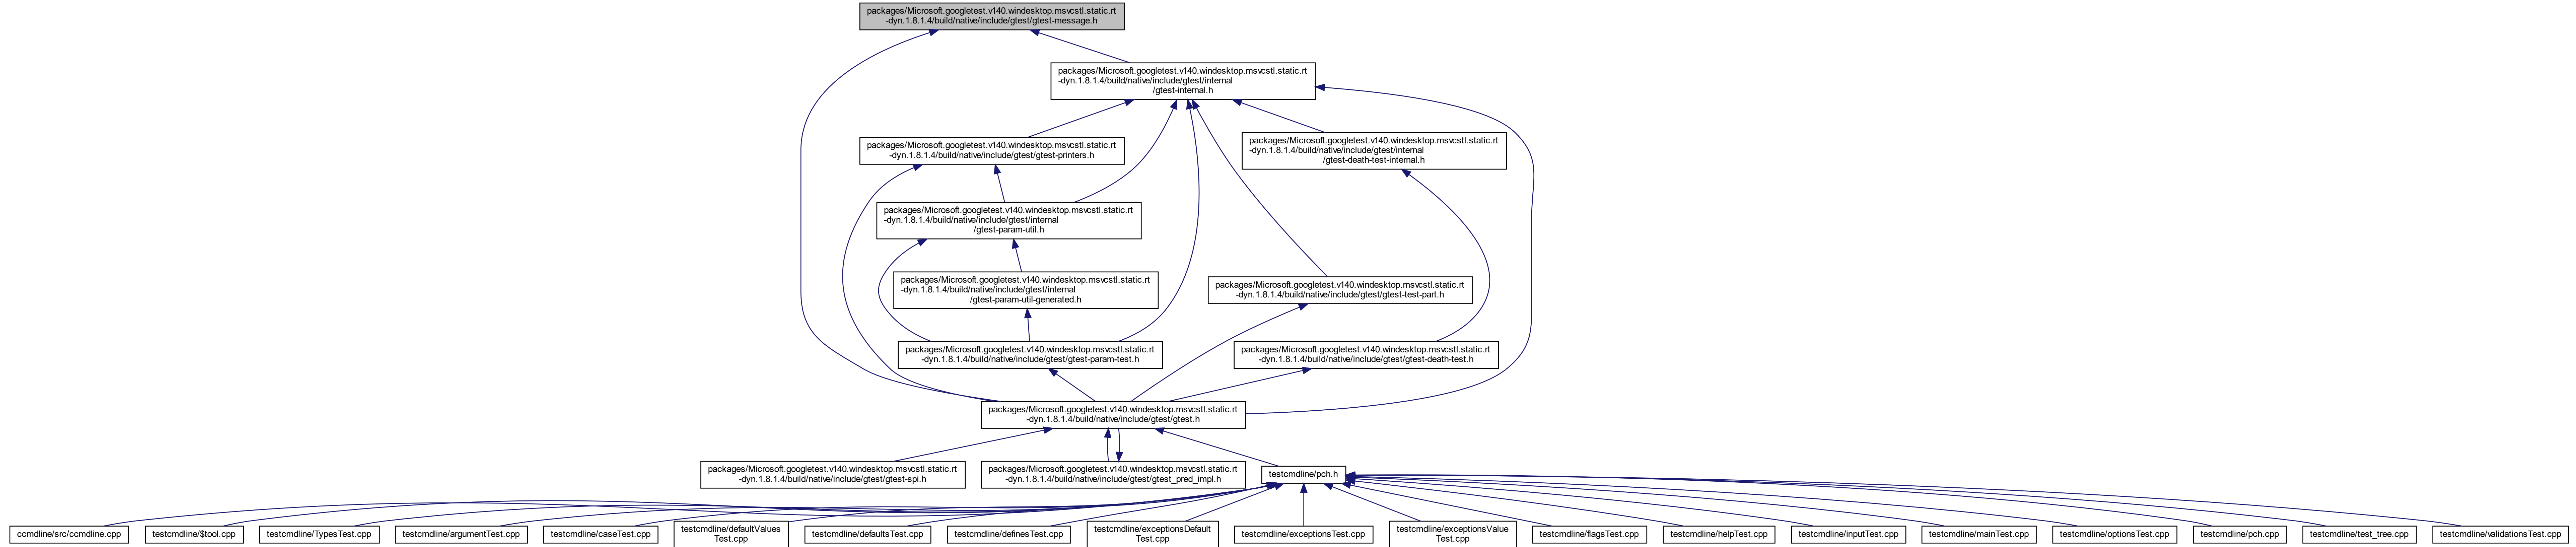 packages/Microsoft.googletest.v140.windesktop.msvcstl.static.rt
-dyn.1.8.1.4/build/native/include/gtest/gtest-message.h
packages/Microsoft.googletest.v140.windesktop.msvcstl.static.rt
-dyn.1.8.1.4/build/native/include/gtest/internal
/gtest-internal.h
packages/Microsoft.googletest.v140.windesktop.msvcstl.static.rt
-dyn.1.8.1.4/build/native/include/gtest/gtest-printers.h
packages/Microsoft.googletest.v140.windesktop.msvcstl.static.rt
-dyn.1.8.1.4/build/native/include/gtest/internal
/gtest-death-test-internal.h
packages/Microsoft.googletest.v140.windesktop.msvcstl.static.rt
-dyn.1.8.1.4/build/native/include/gtest/internal
/gtest-param-util.h
packages/Microsoft.googletest.v140.windesktop.msvcstl.static.rt
-dyn.1.8.1.4/build/native/include/gtest/internal
/gtest-param-util-generated.h
packages/Microsoft.googletest.v140.windesktop.msvcstl.static.rt
-dyn.1.8.1.4/build/native/include/gtest/gtest-test-part.h
packages/Microsoft.googletest.v140.windesktop.msvcstl.static.rt
-dyn.1.8.1.4/build/native/include/gtest/gtest-param-test.h
packages/Microsoft.googletest.v140.windesktop.msvcstl.static.rt
-dyn.1.8.1.4/build/native/include/gtest/gtest-death-test.h
packages/Microsoft.googletest.v140.windesktop.msvcstl.static.rt
-dyn.1.8.1.4/build/native/include/gtest/gtest.h
packages/Microsoft.googletest.v140.windesktop.msvcstl.static.rt
-dyn.1.8.1.4/build/native/include/gtest/gtest-spi.h
packages/Microsoft.googletest.v140.windesktop.msvcstl.static.rt
-dyn.1.8.1.4/build/native/include/gtest/gtest_pred_impl.h
testcmdline/pch.h
ccmdline/src/ccmdline.cpp
testcmdline/$tool.cpp
testcmdline/TypesTest.cpp
testcmdline/argumentTest.cpp
testcmdline/caseTest.cpp
testcmdline/defaultValues
Test.cpp
testcmdline/defaultsTest.cpp
testcmdline/definesTest.cpp
testcmdline/exceptionsDefault
Test.cpp
testcmdline/exceptionsTest.cpp
testcmdline/exceptionsValue
Test.cpp
testcmdline/flagsTest.cpp
testcmdline/helpTest.cpp
testcmdline/inputTest.cpp
testcmdline/mainTest.cpp
testcmdline/optionsTest.cpp
testcmdline/pch.cpp
testcmdline/test_tree.cpp
testcmdline/validationsTest.cpp